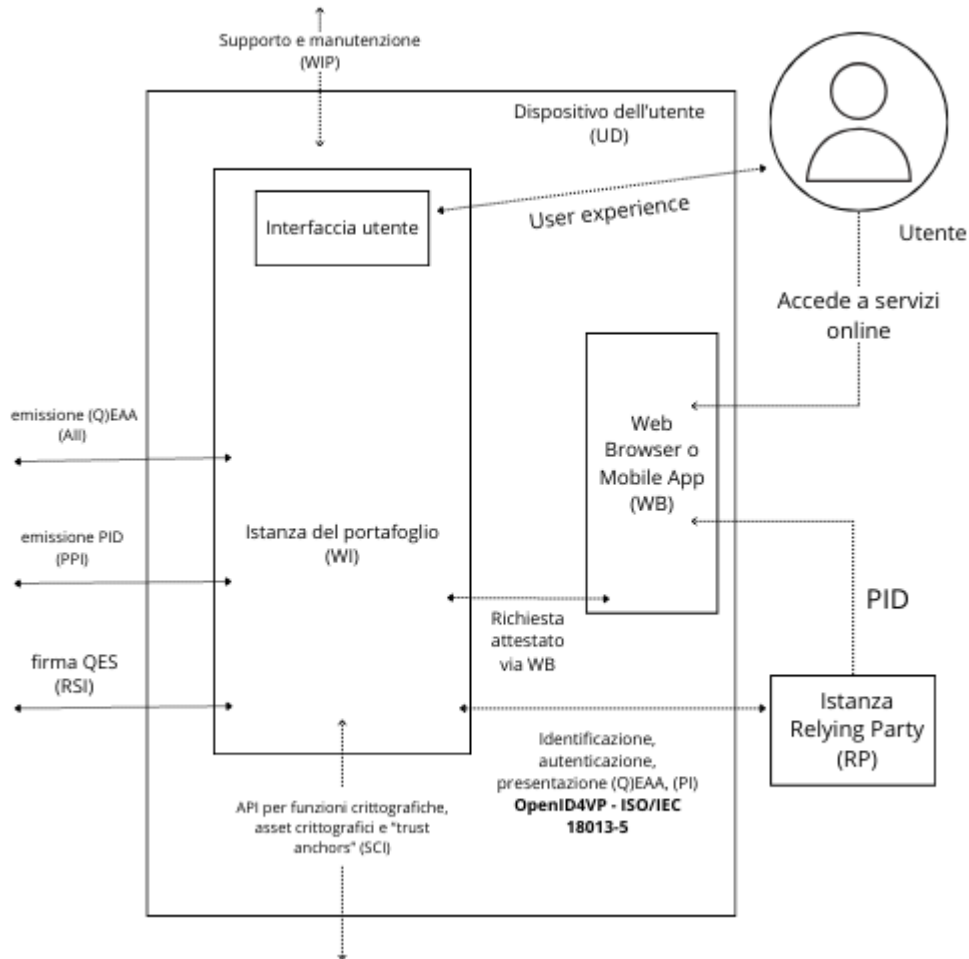 Supporto e manutenzione
(WIP)
Dispositivo dell'utente
(UD)
Interfaccia utente
User experience
Utente
Accede a servizi
online
emissione (Q)EAA
(AII)
Web
Browser o
Mobile App
(WB)
emissione PID
(PPI)
Istanza del portafoglio
(WI)
PID
Richiesta
attestato
via WB
firma QES
(RSI)
Istanza
Relying Party
(RP)
Identificazione,
autenticazione,
presentazione (Q)EAA, (PI)
OpenID4VP - ISO/IEC
18013-5
API per funzioni crittografiche,
asset crittografici e "trust
anchors" (SCI)